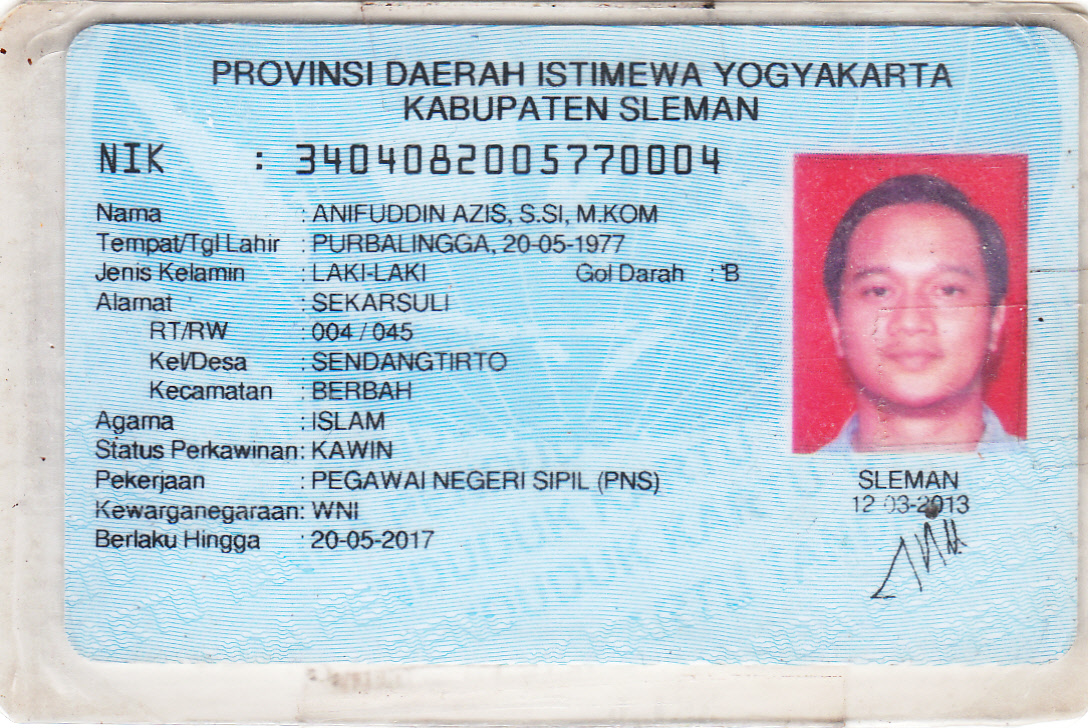 PROVINSI DAERAH ISTIMEWA YOGYAKARTA
KABUPATEN SLEMAN
NIK : 3404082005770004
Nama : ANIFUDDIN AZIS, S.SI, M.KOM
Tempat/Tgl Lahir : PURBALINGGA, 20-05-1977
Jenis Kelamin : LAKI-LAKI Gol Darah : B
Alamat : SEKARSULI
RT/RW : 004 / 045
Kel/Desa : SENDANGTIRTO
Kecamatan : BERBAH
Agama : ISLAM
Status Perkawinan: KAWIN
Pekerjaan : PEGAWAI NEGERI SIPIL (PNS)
Kewarganegaraan: WNI
Berlaku Hingga : 20-05-2017
SLEMAN
12-03-2013